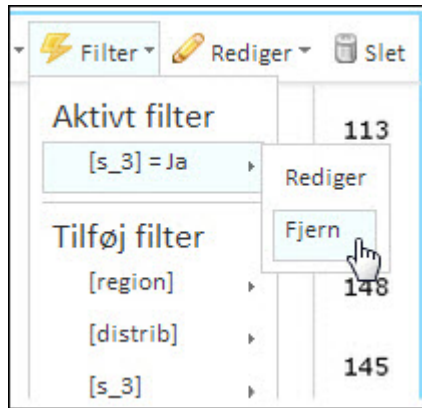 Filter Rediger Slet
Aktivt filter
113
[s_3] = Ja
Rediger
Tilføj filter
Fjern
[region]
148
[distrib]
145
[s_3]